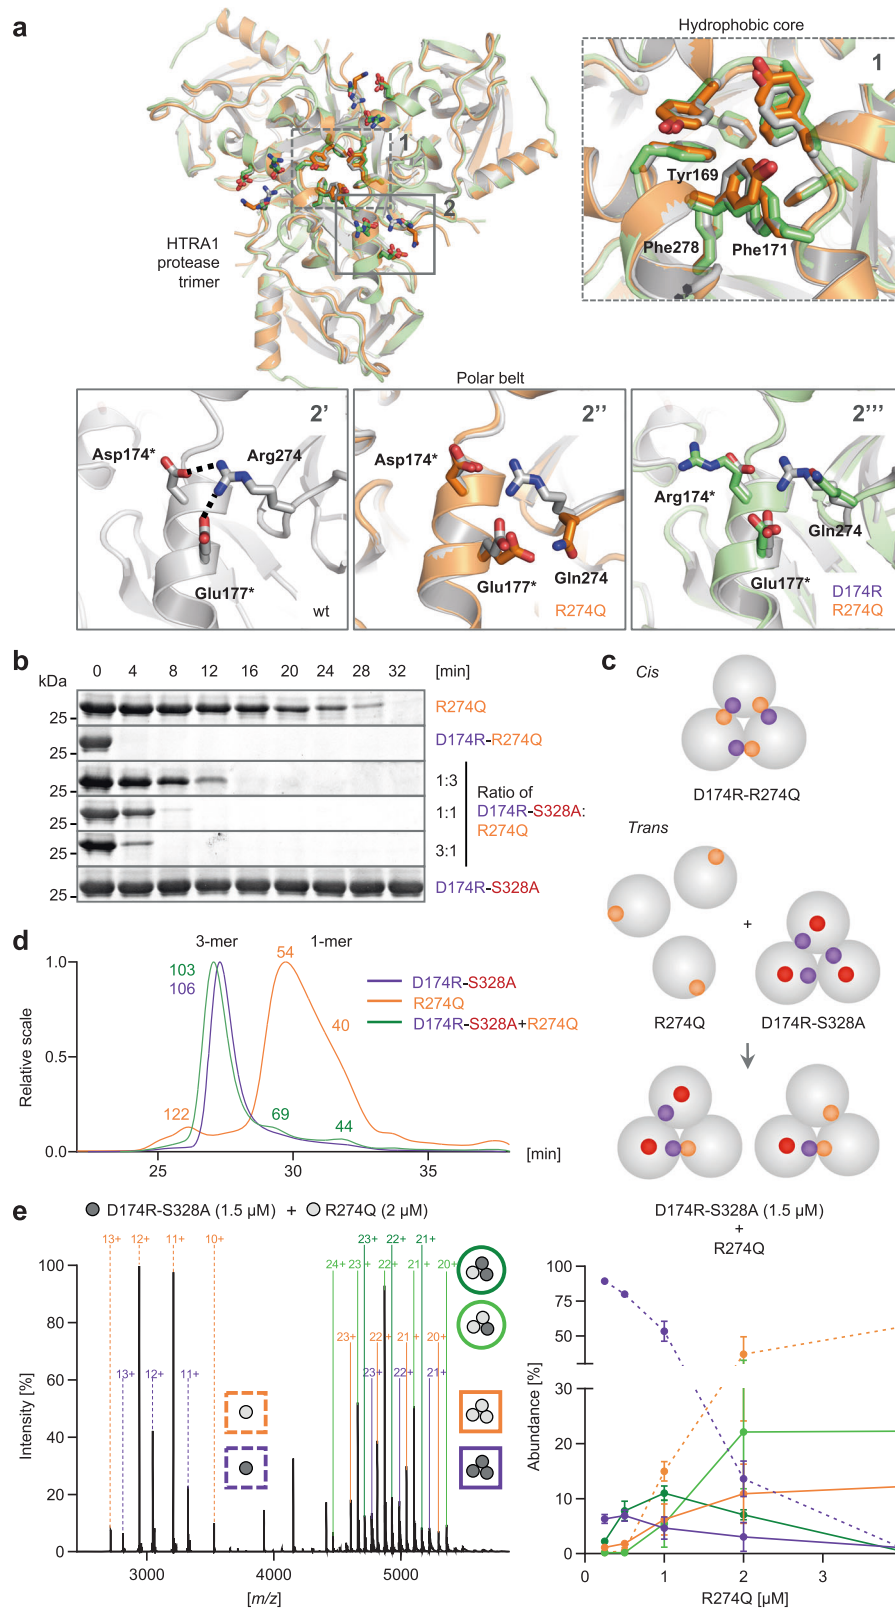 a
Hydrophobic core
1
1
2
Tyr169
Phe278
Phe171
HTRA1
protease
trimer
Polar belt
2'
Asp174*
Arg274
Glu177*
wt
2''
Asp174*
Glu177*
Gln274
R274Q
2'''
Arg174*
Gln274
Glu177*
D174R
R274Q
b
kDa
0 4 8 12 16 20 24 28 32 [min]
25
R274Q
25
D174R-R274Q
25
1:3
25
1:1
25
3:1
Ratio of
D174R-S328A:
R274Q
25
D174R-S328A
c
Cis
D174R-R274Q
Trans
+
R274Q
D174R-S328A
d
3-mer
1-mer
103
106
54
40
122
69
44
D174R-S328A
R274Q
D174R-S328A+R274Q
Relative scale
1.0
0.5
0.0
25 30 35
[min]
e
D174R-S328A (1.5 µM) + R274Q (2 µM)
13+ 12+ 11+ 10+
13+ 12+ 11+
23+ 22+ 21+
24+ 23+ 22+ 21+ 20+
23+ 22+ 21+ 20+
23+ 22+ 21+
Intensity [%]
100
80
60
40
20
0
3000 4000 5000
[m/z]
D174R-S328A (1.5 µM)
+
R274Q
Abundance [%]
100
75
50
30
20
10
0
0 1 2 3
R274Q [µM]